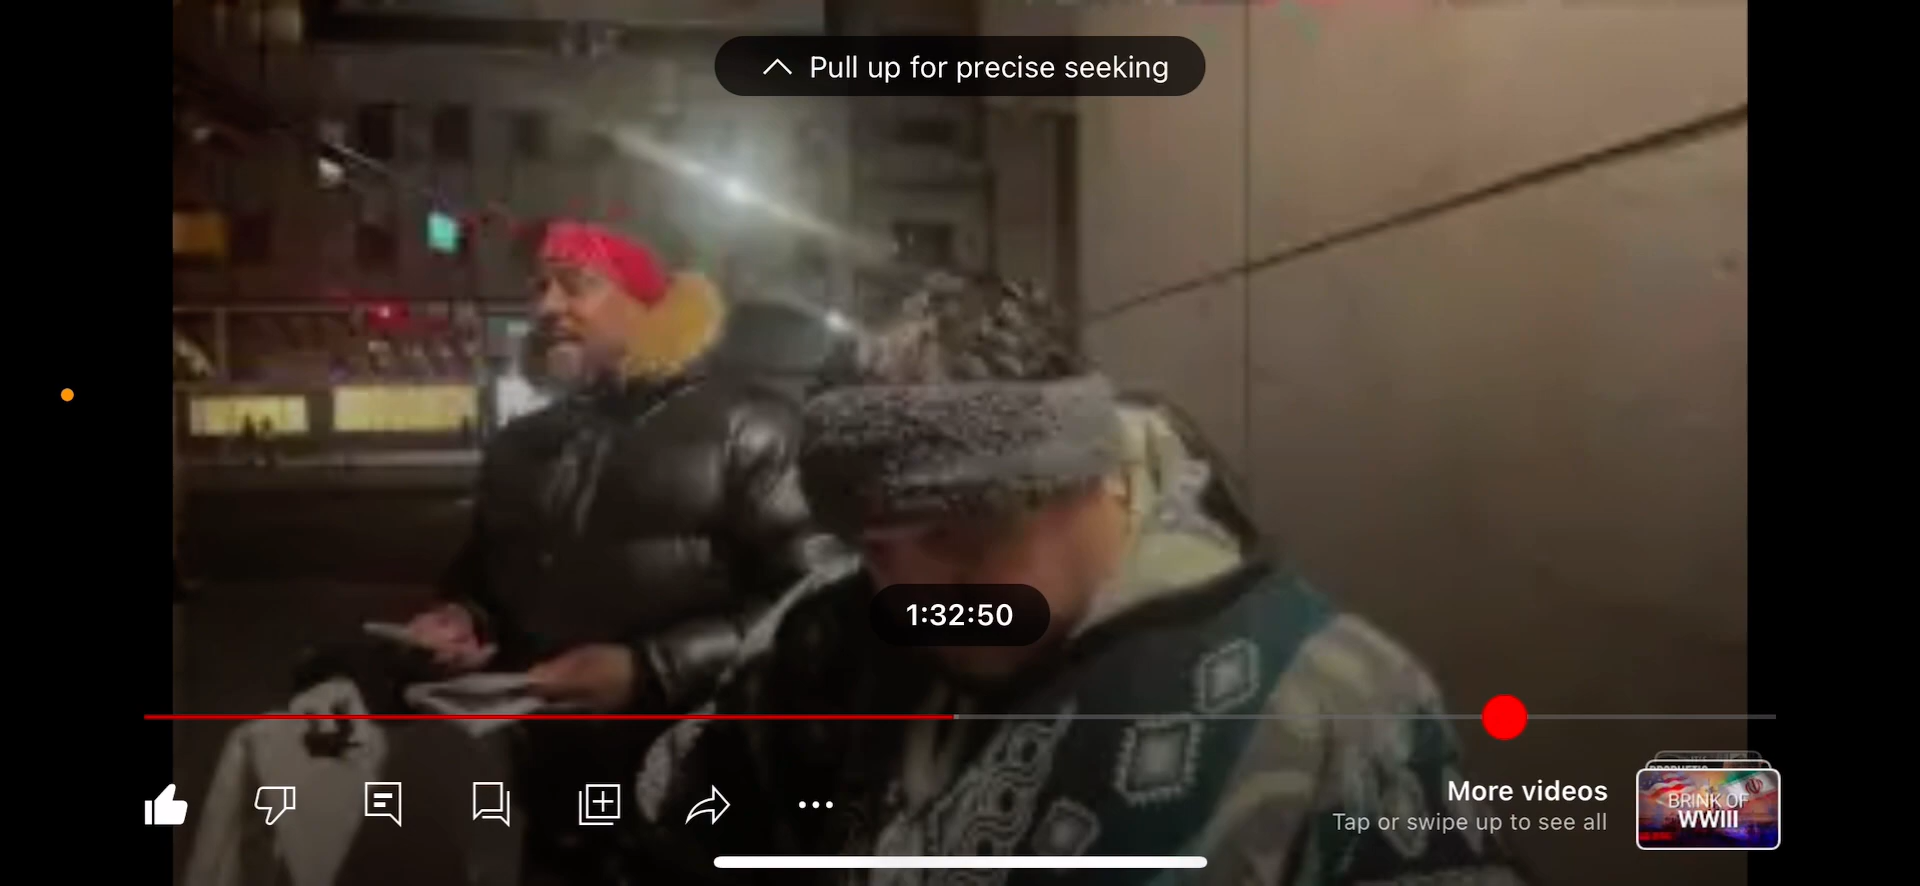 Pull up for precise seeking
1:32:50
More videos
Tap or swipe up to see all
BRINK OF
WWIII